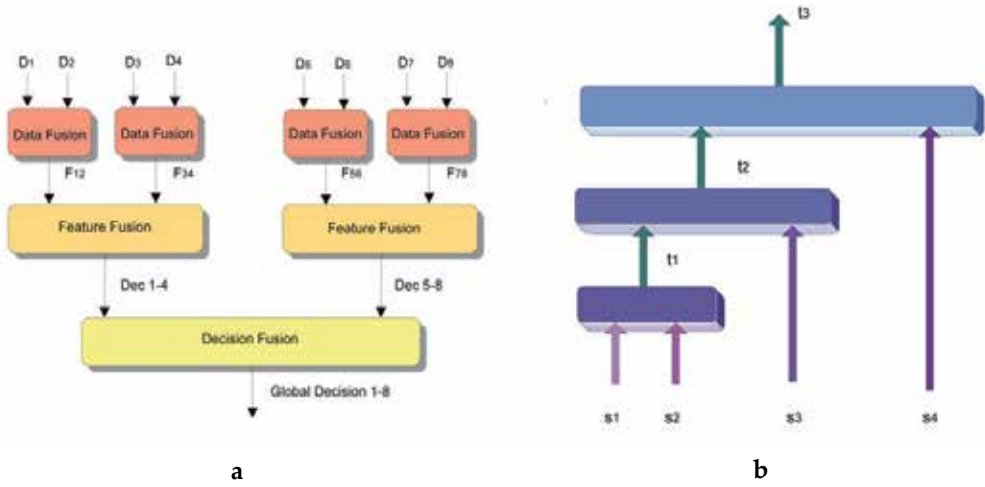 D1 D2 D3 D4 D5 D6 D7 D8
Data Fusion Data Fusion Data Fusion Data Fusion
F12 F34 F56 F78
Feature Fusion Feature Fusion
Dec 1-4 Dec 5-8
Decision Fusion
Global Decision 1-8
a
t3
t2
t1
s1 s2 s3 s4
b